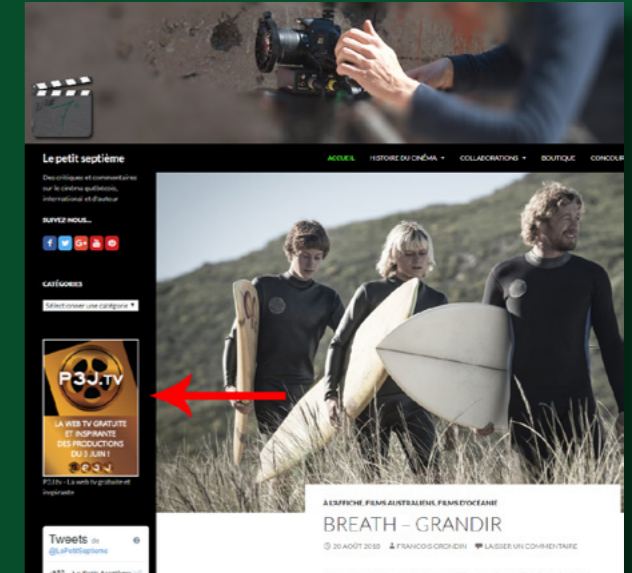 Le petit septième
ACCUEIL HISTOIRE DU CINÉMA COLLABORATIONS BOUTIQUE CONCOUR
Des critiques et commentaires
sur le cinéma québécois,
international et d'auteur
SUIVEZ-NOUS...
CATÉGORIES
Sélectionner une catégorie
P3J.TV
LA WEB TV GRATUITE
ET INSPIRANTE
DES PRODUCTIONS
DU 3 JUIN !
P3J.tv - La web tv gratuite et
inspirante
Tweets de
@LePetitSeptieme
À L'AFFICHE, FILMS AUSTRALIENS, FILMS D'OCÉANIE
BREATH – GRANDIR
20 AOÛT 2018 FRANCOIS GRONDIN LAISSER UN COMMENTAIRE